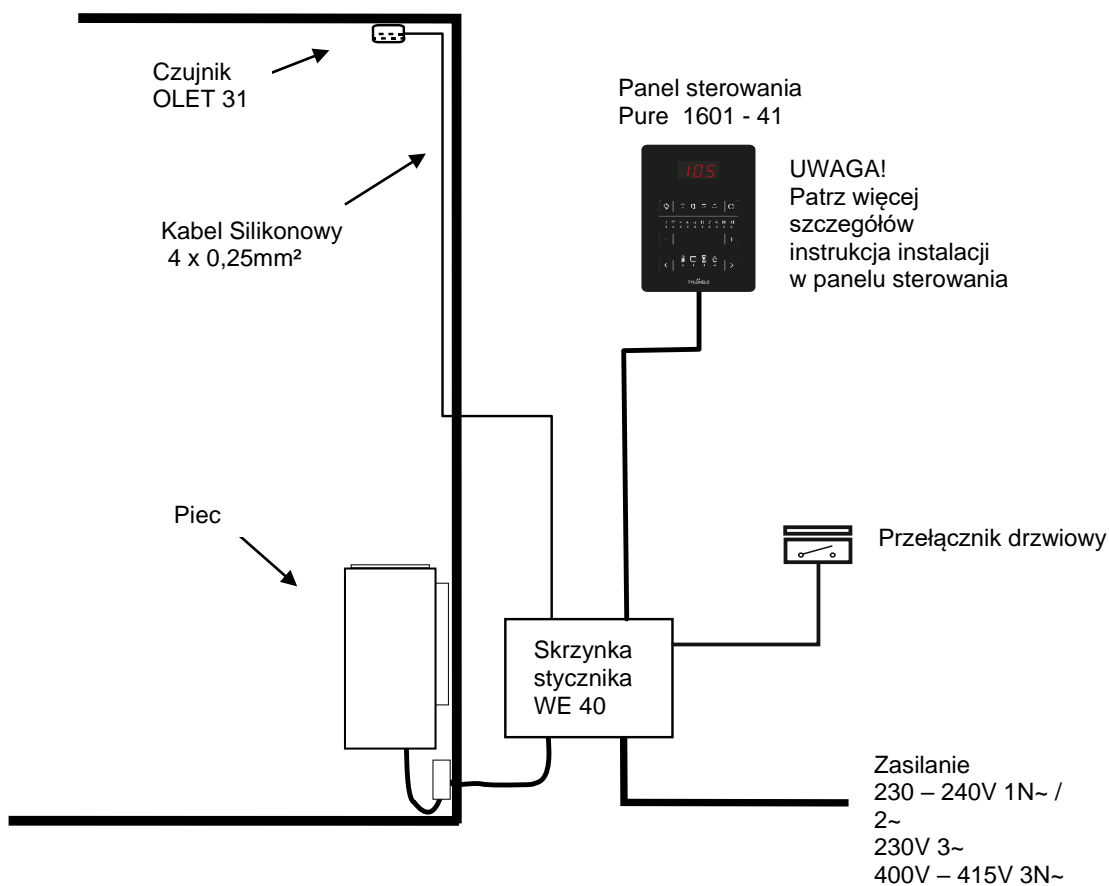 Czujnik
OLET 31
Kabel Silikonowy
4 x 0,25mm²
Panel sterowania
Pure 1601 - 41
105
TYLÖHELO
UWAGA!
Patrz więcej
szczegółów
instrukcja instalacji
w panelu sterowania
Piec
Przełącznik drzwiowy
Skrzynka
stycznika
WE 40
Zasilanie
230 – 240V 1N~ /
2~
230V 3~
400V – 415V 3N~